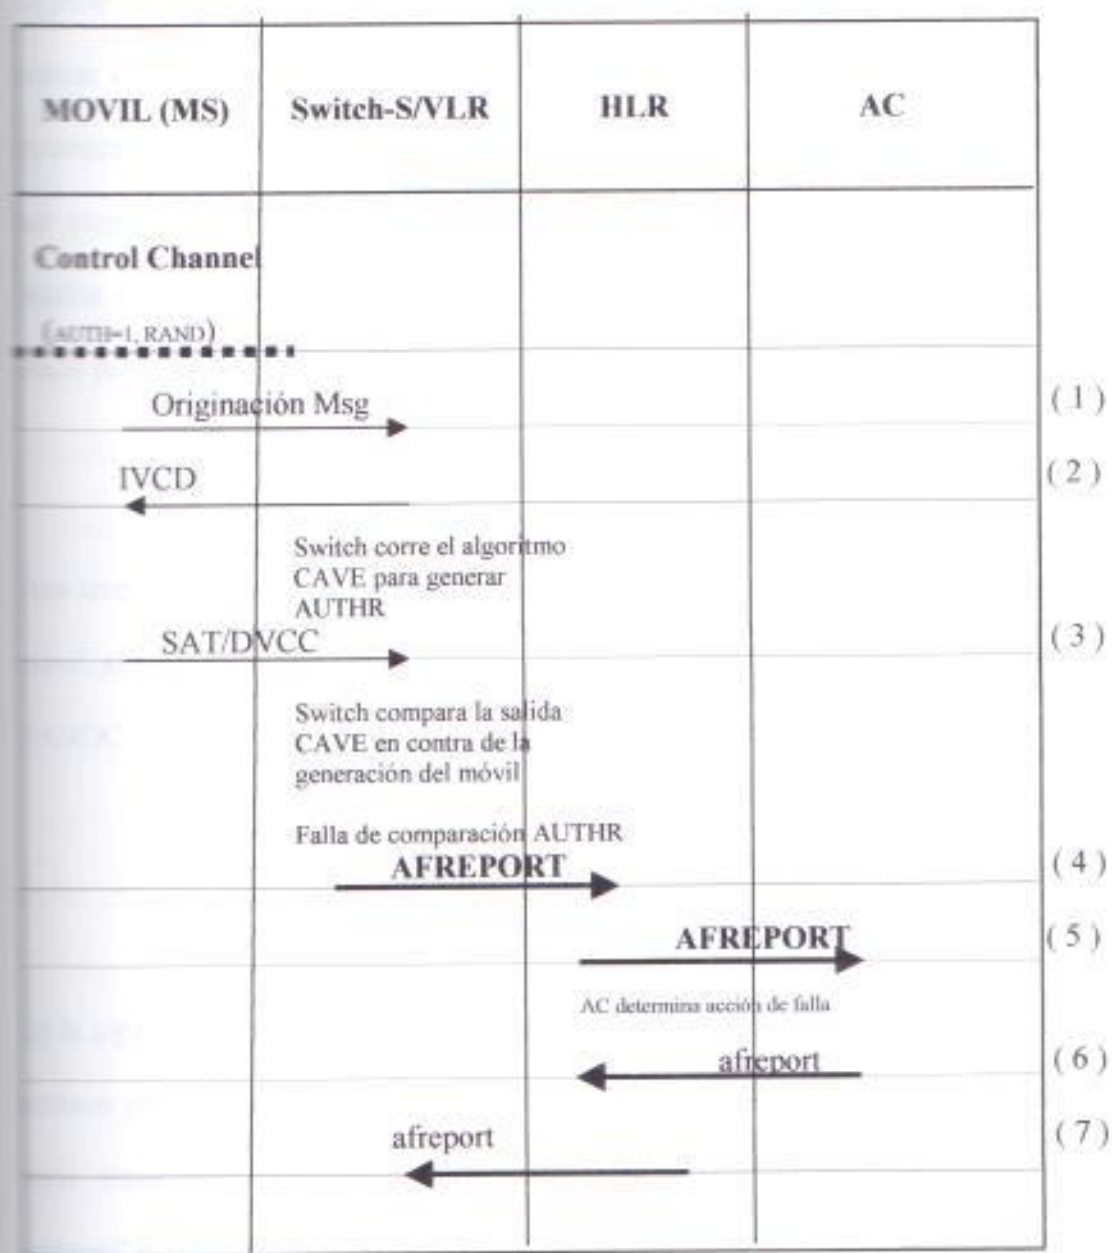 MOVIL (MS) Switch-S/VLR HLR AC
Control Channel
(AUTH=1, RAND)
Originación Msg (1)
IVCD (2)
Switch corre el algoritmo
CAVE para generar
AUTHR
SAT/DVCC (3)
Switch compara la salida
CAVE en contra de la
generación del móvil
Falla de comparación AUTHR
AFREPORT (4)
AFREPORT (5)
AC determina acción de falla
afreport (6)
afreport (7)